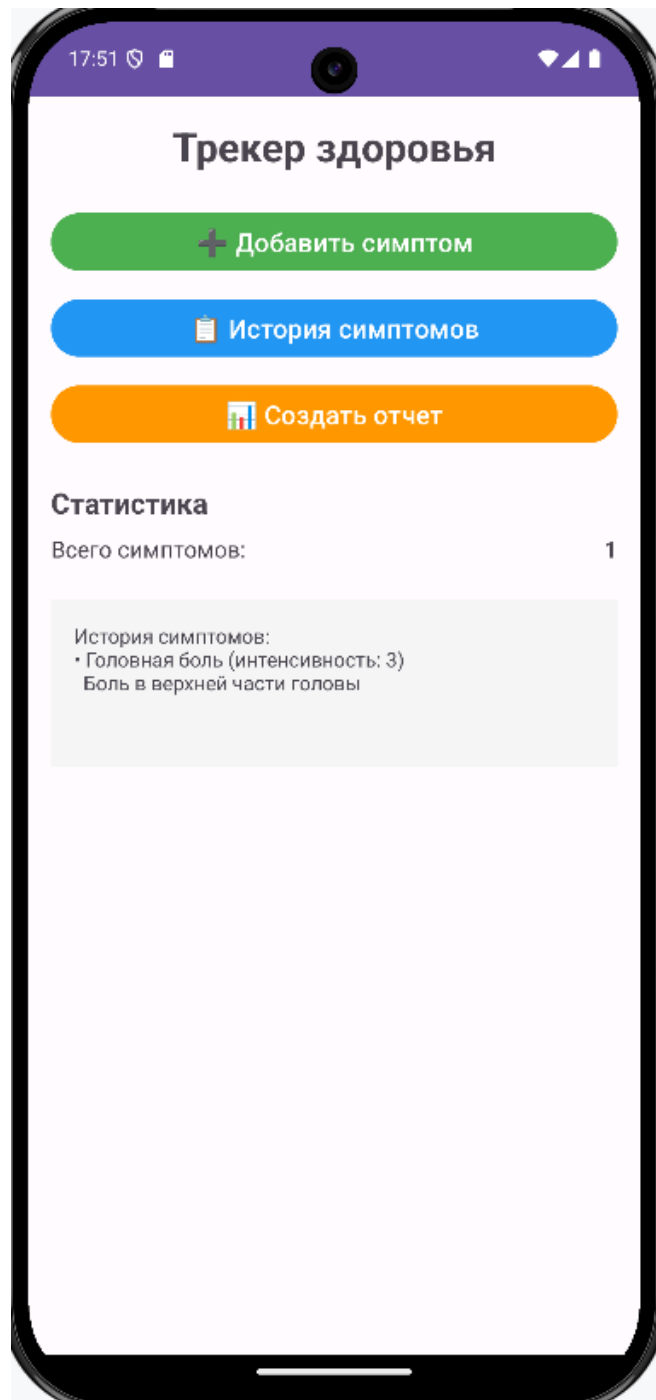 17:51
Трекер здоровья
➕ Добавить симптом
📋 История симптомов
📊 Создать отчет
Статистика
Всего симптомов: 1
История симптомов:
• Головная боль (интенсивность: 3)
Боль в верхней части головы